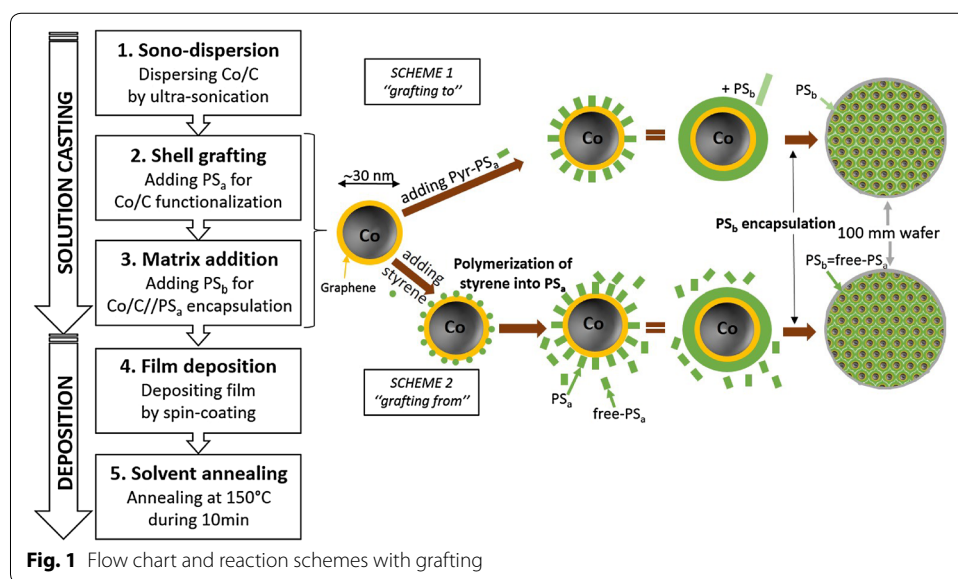 SOLUTION CASTING
DEPOSITION
1. Sono-dispersion
Dispersing Co/C
by ultra-sonication
2. Shell grafting
Adding PSa for
Co/C functionalization
3. Matrix addition
Adding PSb for
Co/C//PSa encapsulation
4. Film deposition
Depositing film
by spin-coating
5. Solvent annealing
Annealing at 150°C
during 10min
SCHEME 1
"grafting to"
~30 nm
Co
Graphene
adding Pyr-PSa
Co
+ PSb
Co
PSb
adding
styrene
Co
Polymerization of
styrene into PSa
Co
PSa
free-PSa
Co
PSb encapsulation
100 mm wafer
PSb=free-PSa
SCHEME 2
"grafting from"
Fig. 1 Flow chart and reaction schemes with grafting